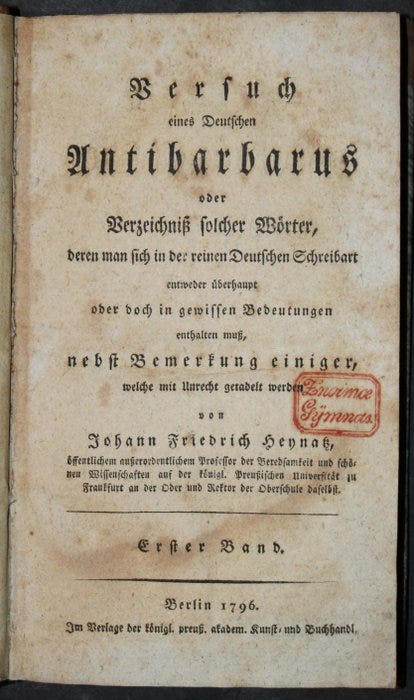 Versuch
eines Deutschen
Antibarbarus
oder
Verzeichniß solcher Wörter,
deren man sich in der reinen Deutschen Schreibart
entweder überhaupt
oder doch in gewissen Bedeutungen
enthalten muß,
nebst Bemerkung einiger,
welche mit Unrecht getadelt werden
von
Johann Friedrich Heynatz,
öffentlichem außerordentlichem Professor der Beredsamkeit und schö-
nen Wissenschaften auf der königl. Preußischen Universität zu
Frankfurt an der Oder und Rektor der Oberschule daselbst.
Erster Band.
Berlin 1796.
Im Verlage der königl. preuß. akadem. Kunst- und Buchhandl.
Gymnas.